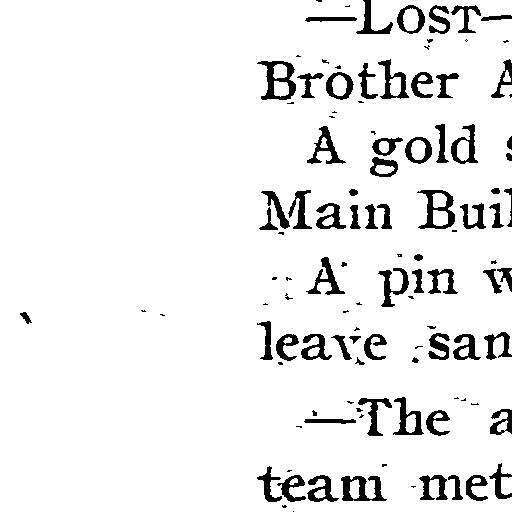 —LOST—
Brother A
A gold s
Main Buil
A pin w
leave san
—The a
team met